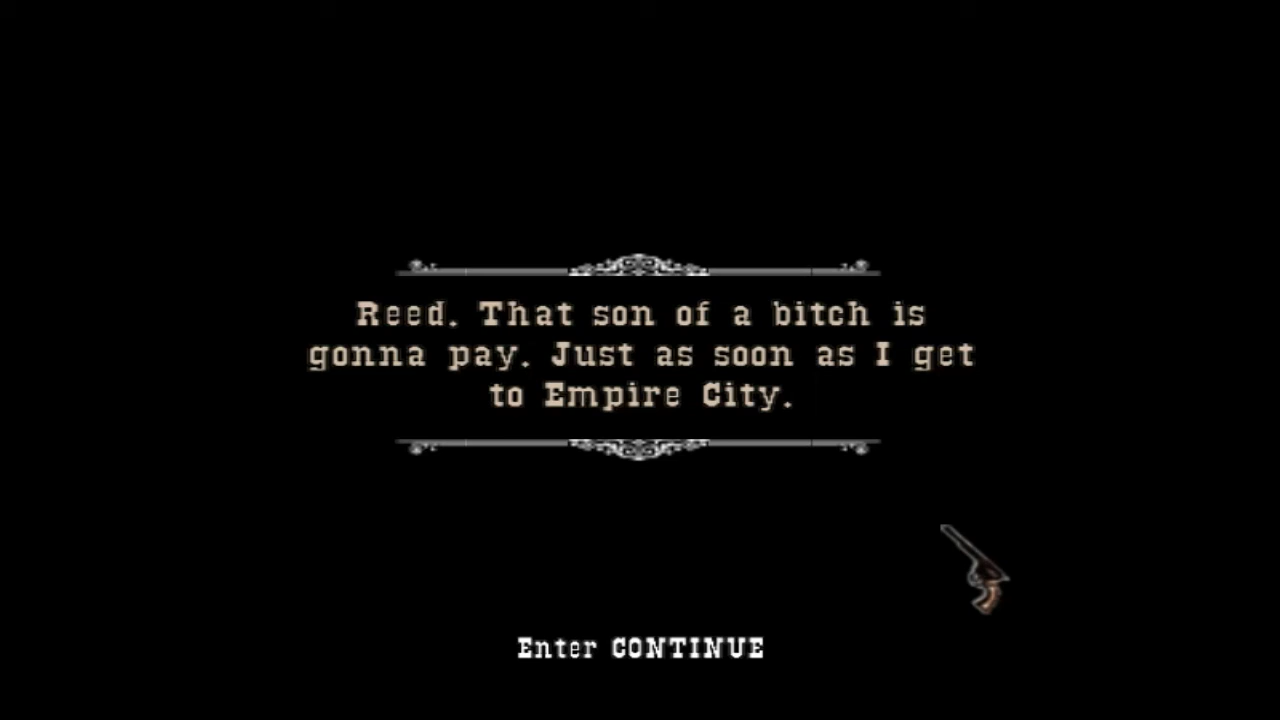 Reed. That son of a bitch is
gonna pay. Just as soon as I get
to Empire City.
Enter CONTINUE